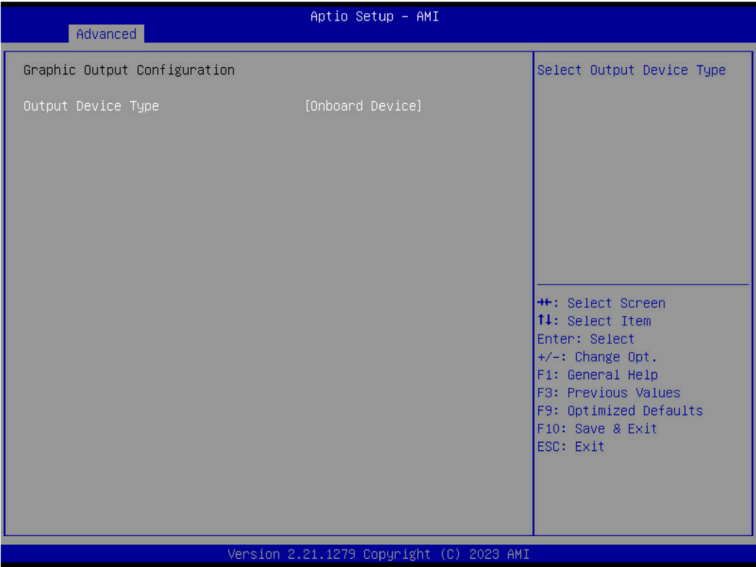 Aptio Setup – AMI
Advanced
Graphic Output Configuration
Output Device Type [Onboard Device]
Select Output Device Type
→←: Select Screen
↑↓: Select Item
Enter: Select
+/-: Change Opt.
F1: General Help
F3: Previous Values
F9: Optimized Defaults
F10: Save & Exit
ESC: Exit
Version 2.21.1279 Copyright (C) 2023 AMI